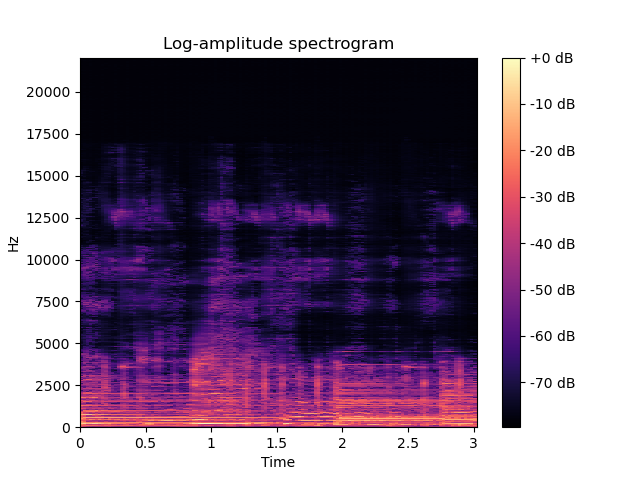 Log-amplitude spectrogram
+0 dB
20000
-10 dB
17500
-20 dB
15000
-30 dB
12500
Hz
-40 dB
10000
-50 dB
7500
-60 dB
5000
-70 dB
2500
0
0 0.5 1 1.5 2 2.5 3
Time